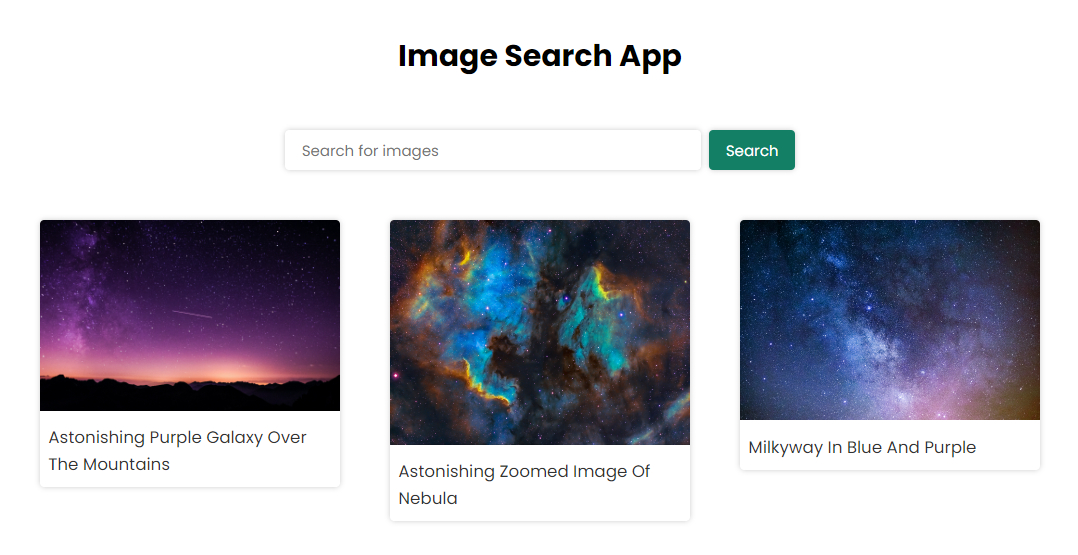 Image Search App
Search for images
Search
Astonishing Purple Galaxy Over
The Mountains
Astonishing Zoomed Image Of
Nebula
Milkyway In Blue And Purple